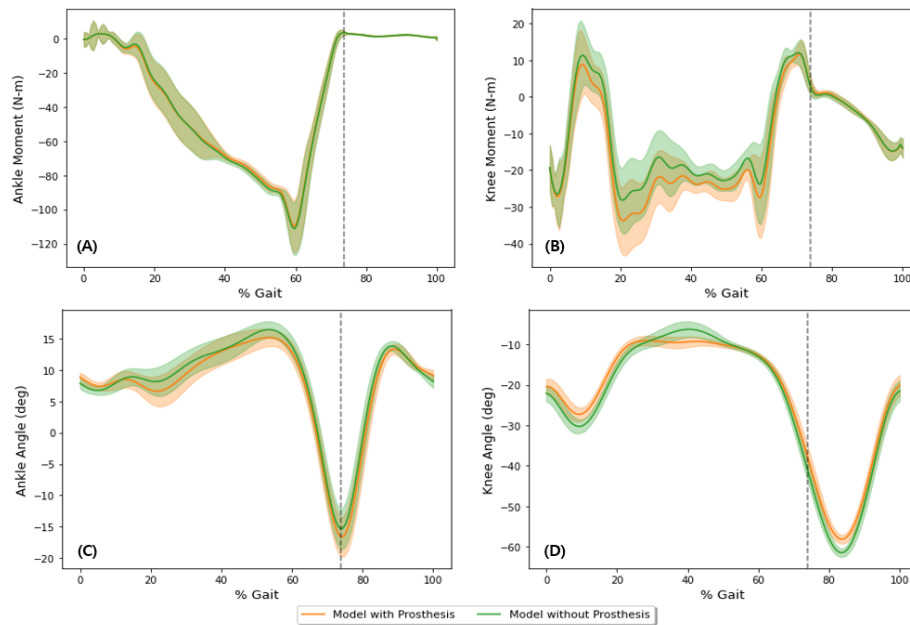 Ankle Moment (N-m)
0
−20
−40
−60
−80
−100
−120
(A)
0 20 40 60 80 100
% Gait
Knee Moment (N-m)
20
10
0
−10
−20
−30
−40
(B)
0 20 40 60 80 100
% Gait
Ankle Angle (deg)
15
10
5
0
−5
−10
−15
−20
(C)
0 20 40 60 80 100
% Gait
Knee Angle (deg)
−10
−20
−30
−40
−50
−60
(D)
0 20 40 60 80 100
% Gait
Model with Prosthesis Model without Prosthesis